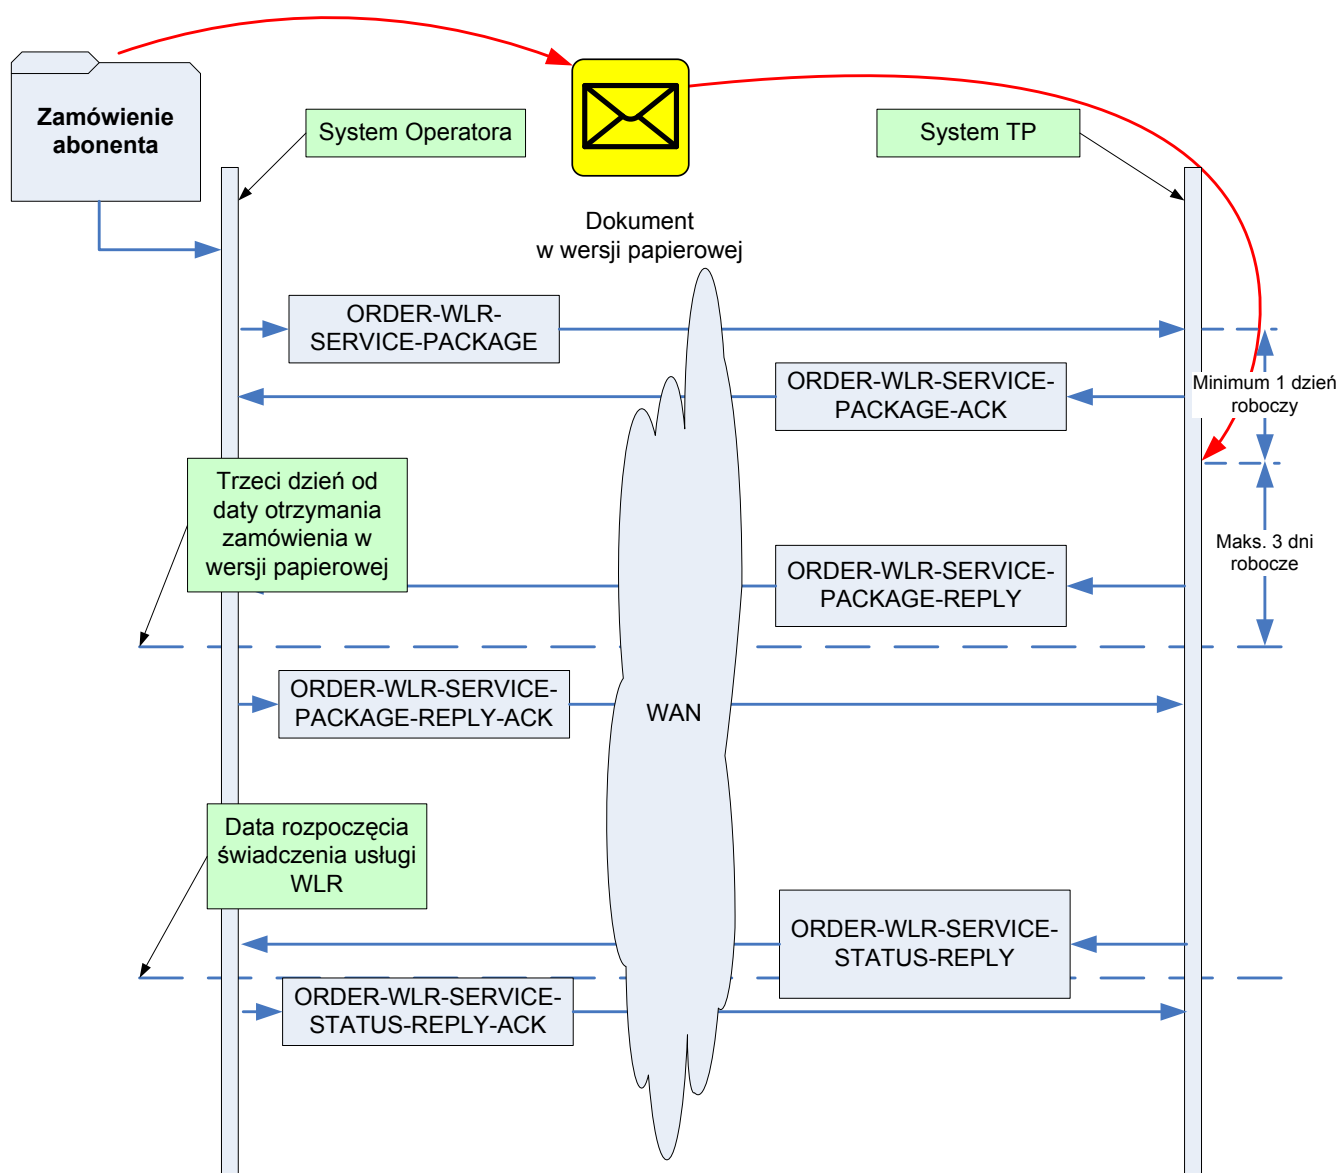 Zamówienie
abonenta
System Operatora
System TP
Dokument
w wersji papierowej
ORDER-WLR-
SERVICE-PACKAGE
ORDER-WLR-SERVICE-
PACKAGE-ACK
Minimum 1 dzień
roboczy
Trzeci dzień od
daty otrzymania
zamówienia w
wersji papierowej
Maks. 3 dni
robocze
ORDER-WLR-SERVICE-
PACKAGE-REPLY
ORDER-WLR-SERVICE-
PACKAGE-REPLY-ACK
WAN
Data rozpoczęcia
świadczenia usługi
WLR
ORDER-WLR-SERVICE-
STATUS-REPLY
ORDER-WLR-SERVICE-
STATUS-REPLY-ACK